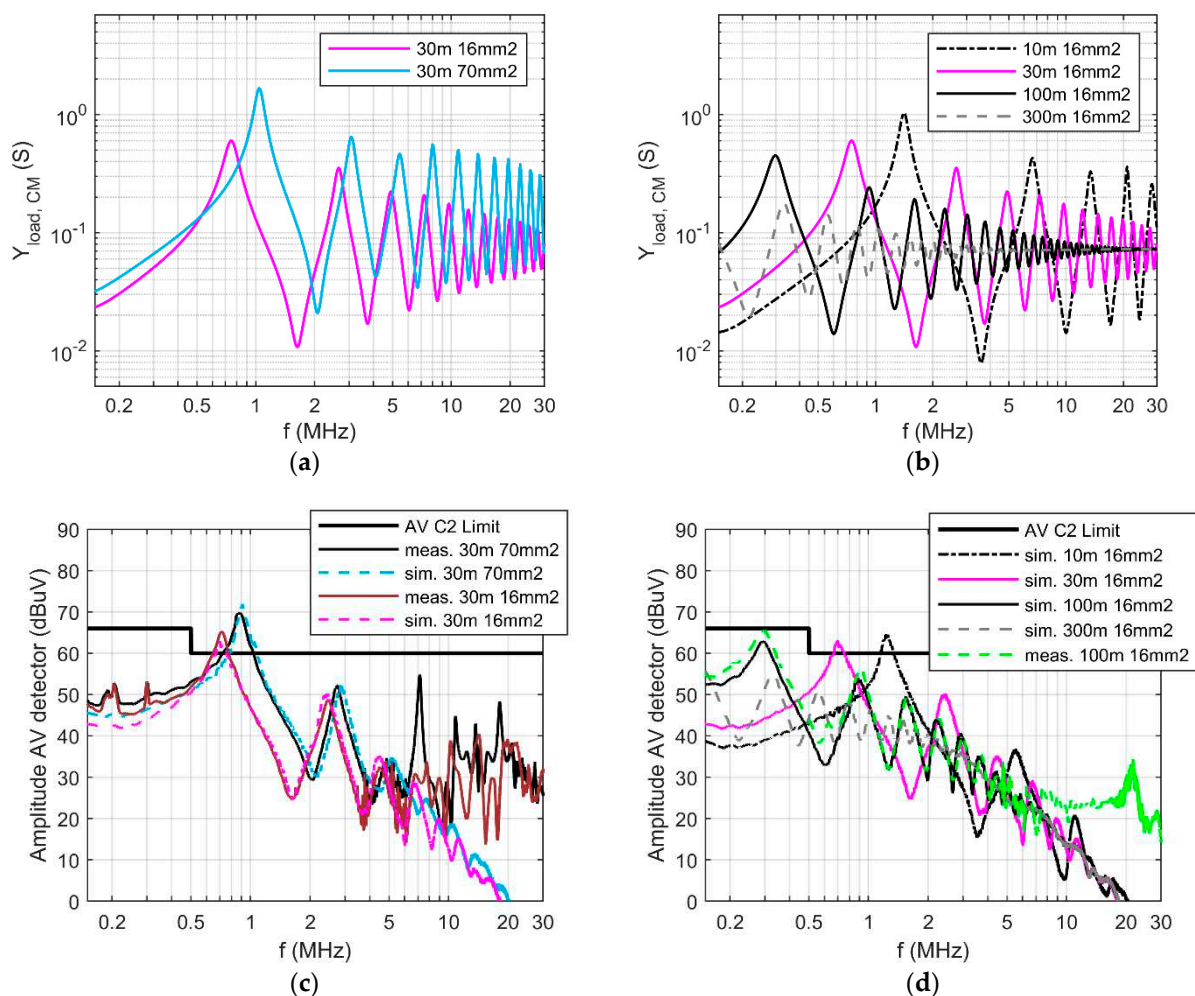 30m 16mm2
30m 70mm2
10^0
10^-1
10^-2
Y_load, CM (S)
0.2 0.5 1 2 5 10 20 30
f (MHz)
(a)
10m 16mm2
30m 16mm2
100m 16mm2
300m 16mm2
10^0
10^-1
10^-2
Y_load, CM (S)
0.2 0.5 1 2 5 10 20 30
f (MHz)
(b)
AV C2 Limit
meas. 30m 70mm2
sim. 30m 70mm2
meas. 30m 16mm2
sim. 30m 16mm2
90
80
70
60
50
40
30
20
10
0
Amplitude AV detector (dBuV)
0.2 0.5 1 2 5 10 20 30
f (MHz)
(c)
AV C2 Limit
sim. 10m 16mm2
sim. 30m 16mm2
sim. 100m 16mm2
sim. 300m 16mm2
meas. 100m 16mm2
90
80
70
60
50
40
30
20
10
0
Amplitude AV detector (dBuV)
0.2 0.5 1 2 5 10 20 30
f (MHz)
(d)